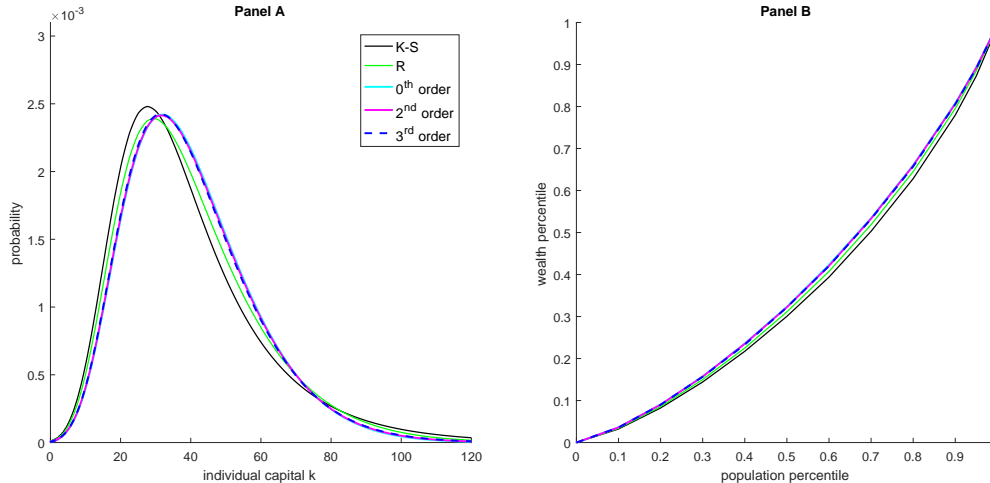 Panel A
×10⁻³
3
2.5
2
1.5
1
0.5
0
probability
0 20 40 60 80 100 120
individual capital k
K-S
R
0ᵗʰ order
2ⁿᵈ order
3ʳᵈ order
Panel B
1
0.9
0.8
0.7
0.6
0.5
0.4
0.3
0.2
0.1
0
wealth percentile
0 0.1 0.2 0.3 0.4 0.5 0.6 0.7 0.8 0.9
population percentile